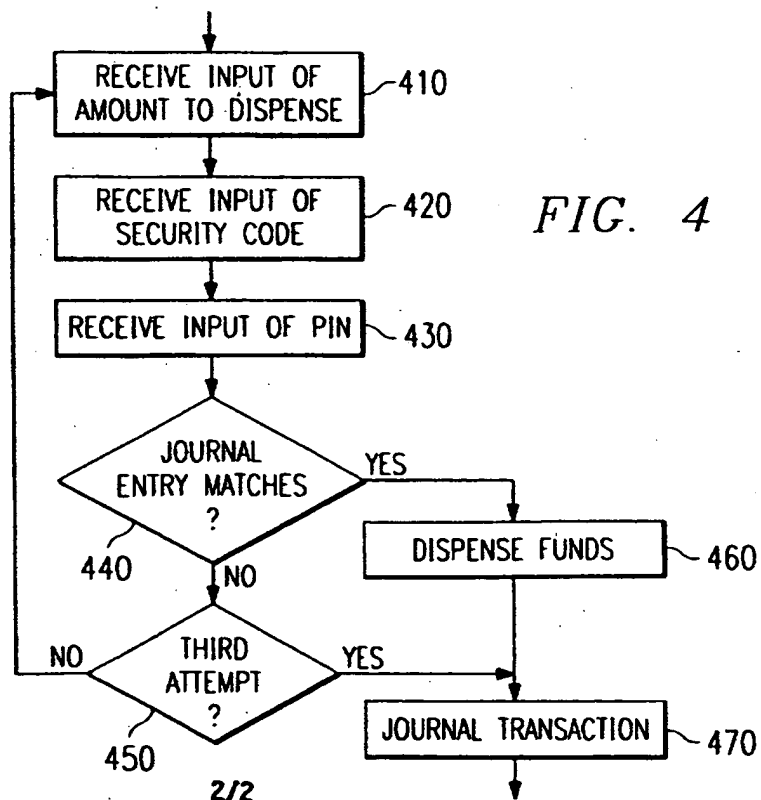 RECEIVE INPUT OF
AMOUNT TO DISPENSE
410
RECEIVE INPUT OF
SECURITY CODE
420
FIG. 4
RECEIVE INPUT OF PIN
430
JOURNAL
ENTRY MATCHES
?
YES
440
NO
DISPENSE FUNDS
460
NO
THIRD
ATTEMPT
?
YES
450
JOURNAL TRANSACTION
470
2/2